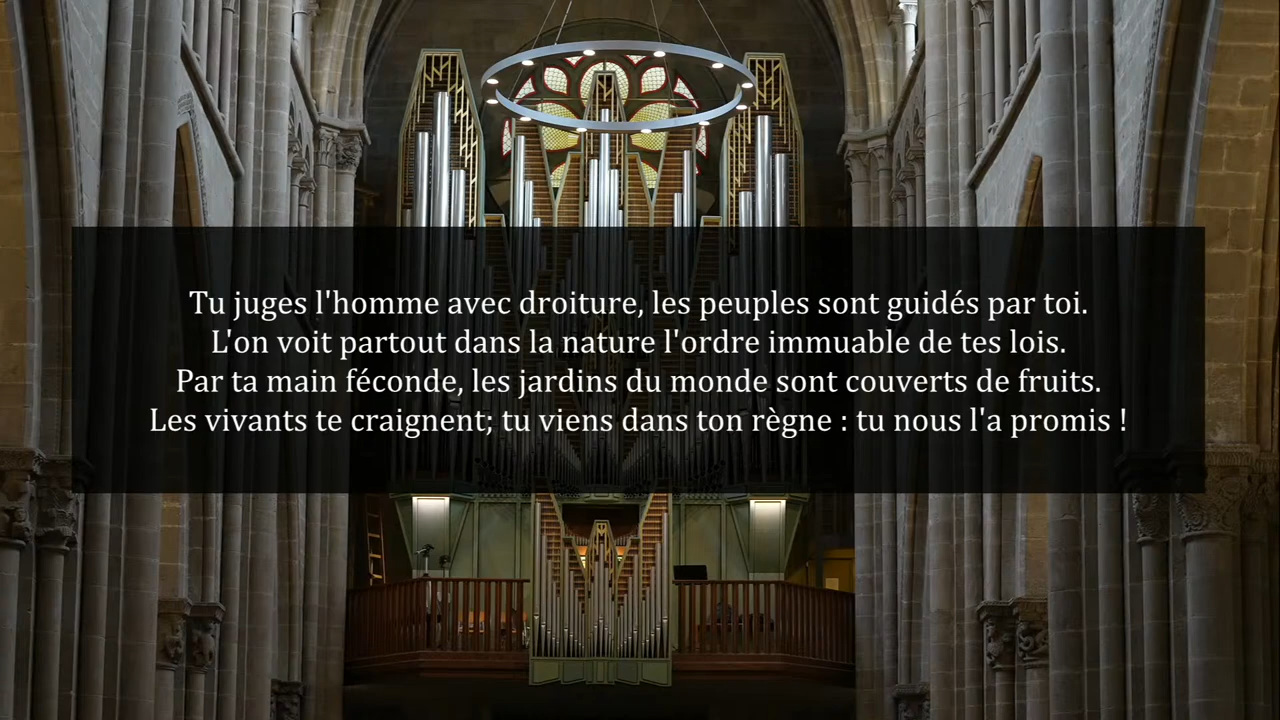 Tu juges l'homme avec droiture, les peuples sont guidés par toi.
L'on voit partout dans la nature l'ordre immuable de tes lois.
Par ta main féconde, les jardins du monde sont couverts de fruits.
Les vivants te craignent; tu viens dans ton règne : tu nous l'a promis !